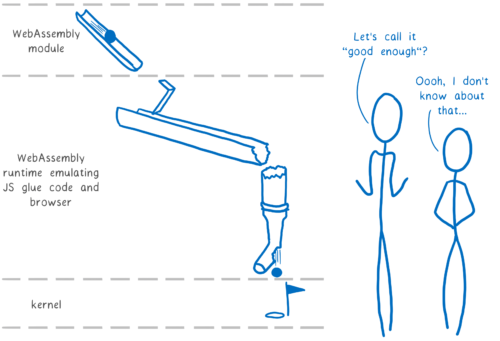 WebAssembly
module
WebAssembly
runtime emulating
JS glue code and
browser
kernel
Let's call it
“good enough“?
Oooh, I don't
know about
that...